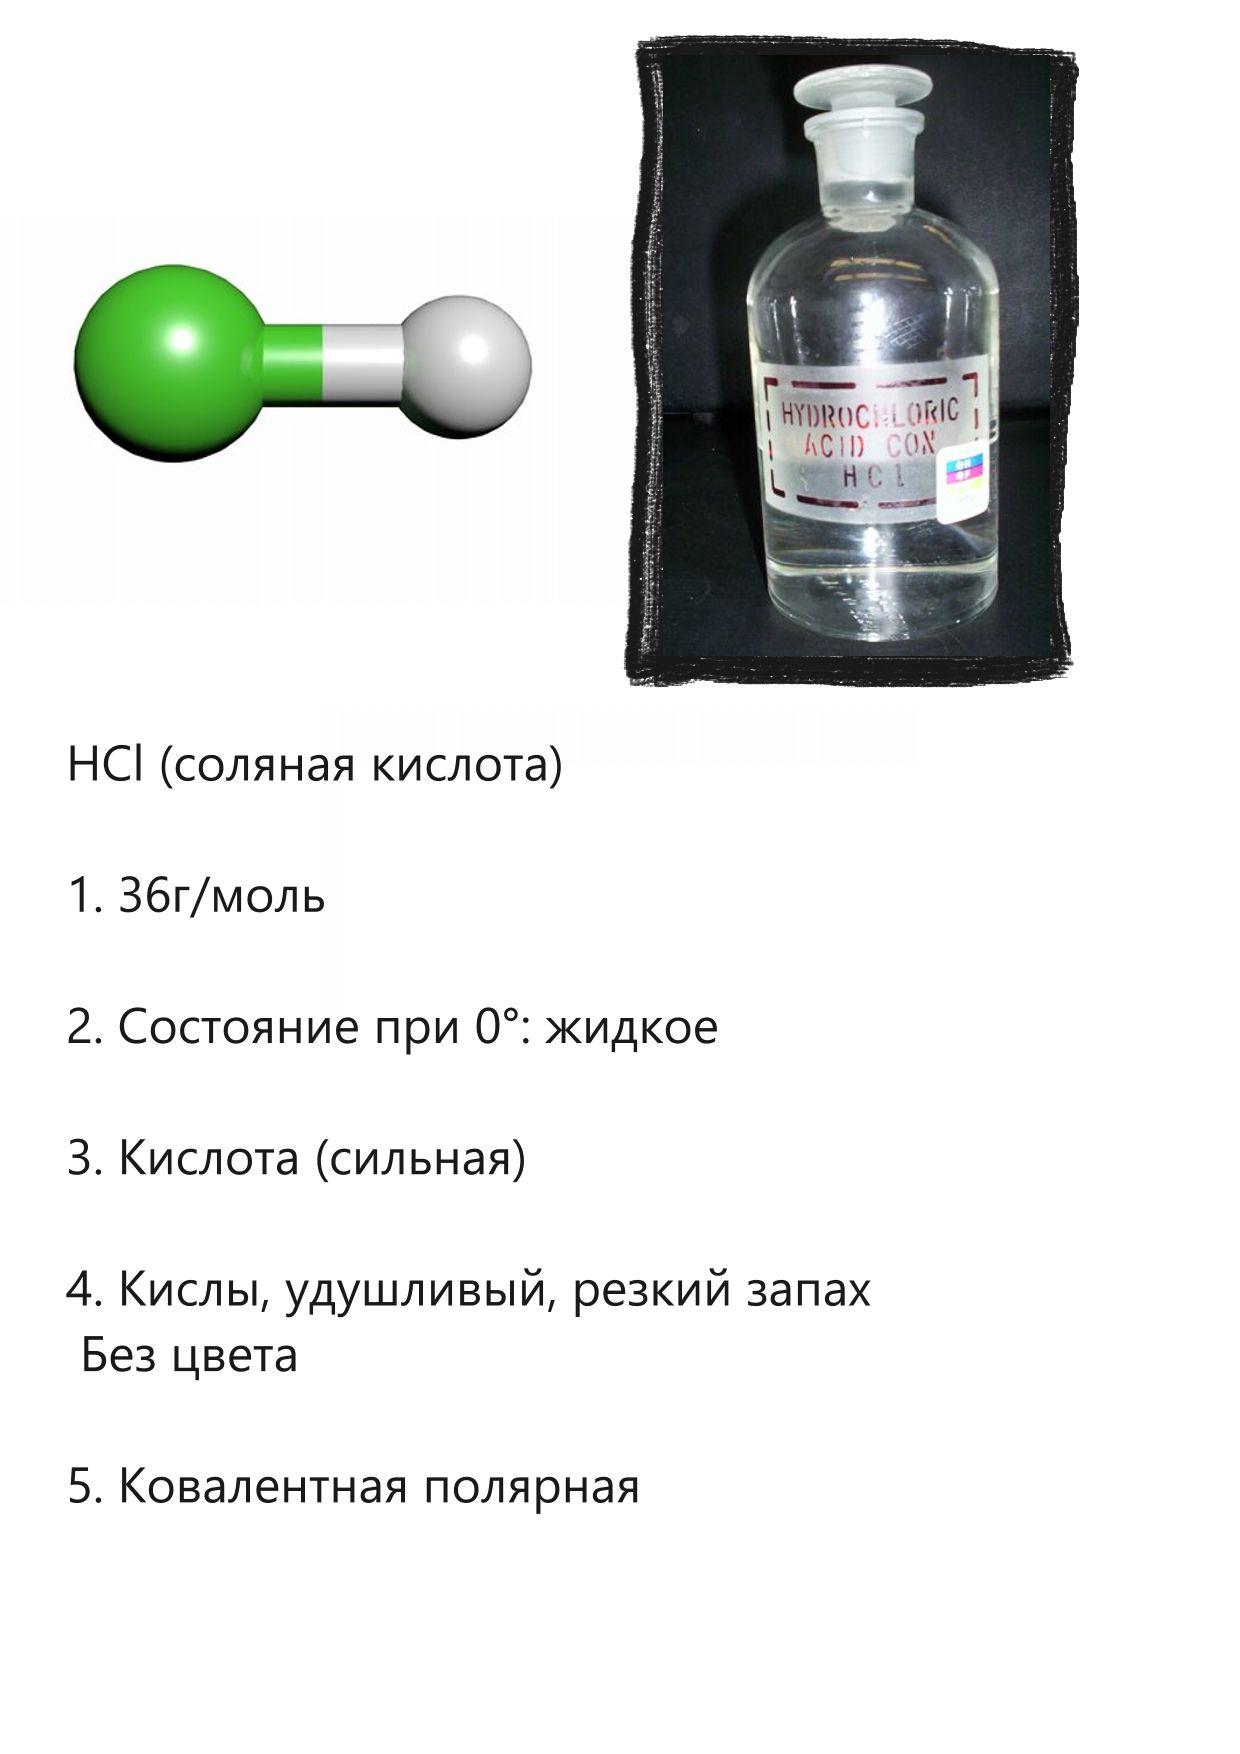 HYDROCHLORIC
ACID CON
HCl
HCl (соляная кислота)
1. 36г/моль
2. Состояние при 0°: жидкое
3. Кислота (сильная)
4. Кислы, удушливый, резкий запах
Без цвета
5. Ковалентная полярная